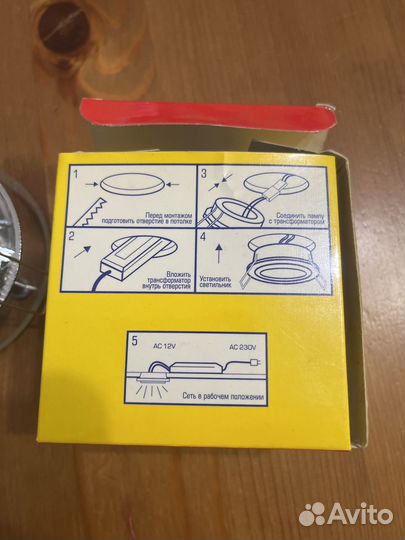 1
Перед монтажом
подготовить отверстие в потолке
3
Соединить лампу
с трансформатором
2
Вложить
трансформатор
внутрь отверстия
4
Установить
светильник
5
AC 12V
AC 230V
Сеть в рабочем положении
Avito